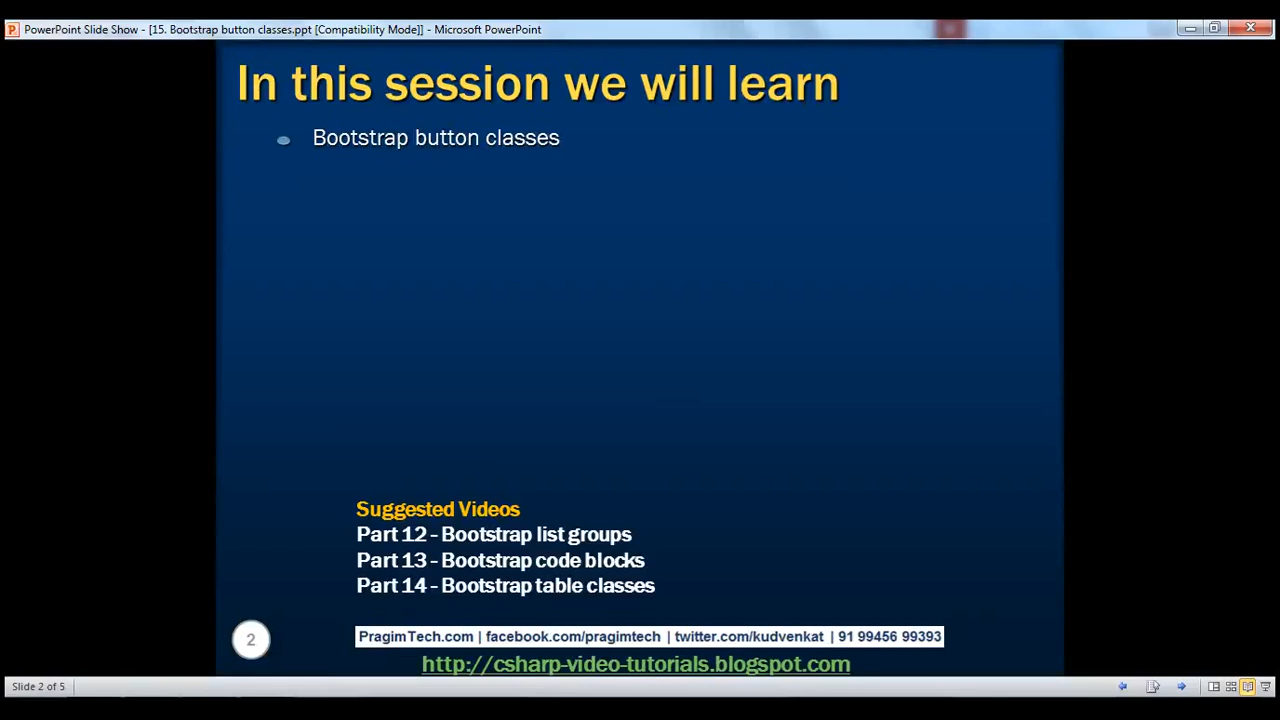 PowerPoint Slide Show - [15. Bootstrap button classes.ppt [Compatibility Mode]] - Microsoft PowerPoint
In this session we will learn
Bootstrap button classes
Suggested Videos
Part 12 - Bootstrap list groups
Part 13 - Bootstrap code blocks
Part 14 - Bootstrap table classes
2
PragimTech.com | facebook.com/pragimtech | twitter.com/kudvenkat | 91 99456 99393
http://csharp-video-tutorials.blogspot.com
Slide 2 of 5